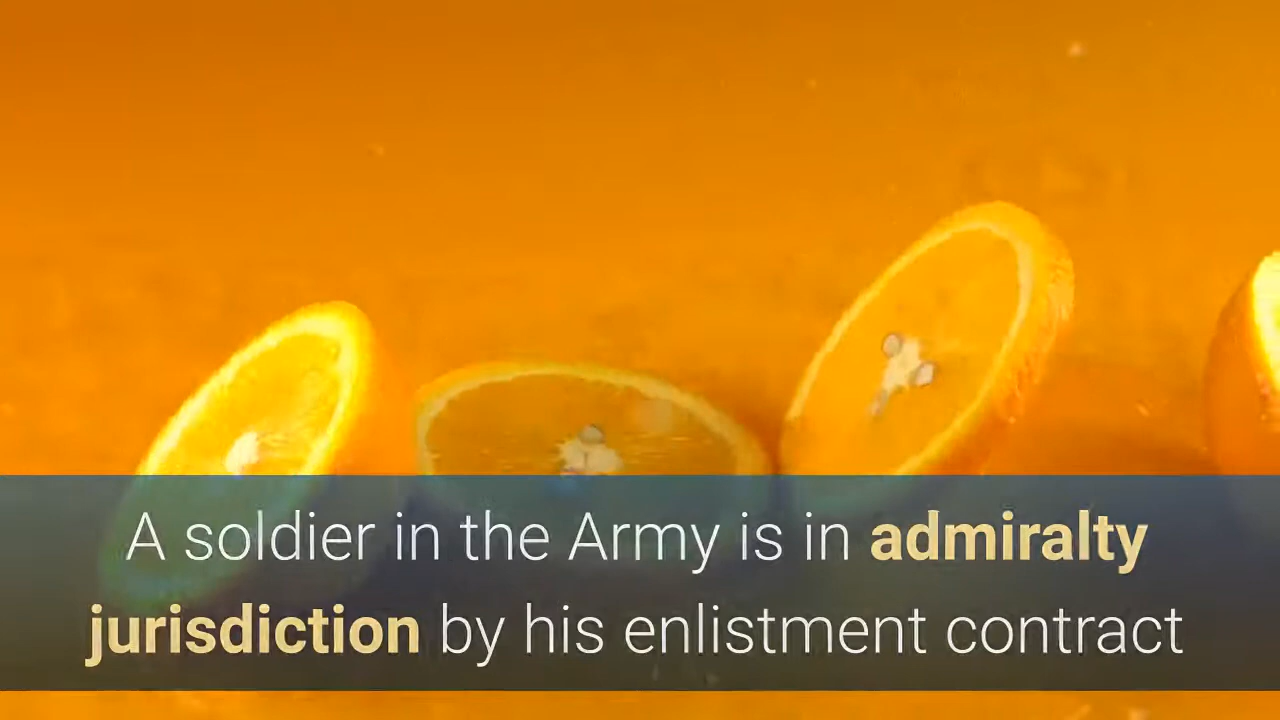 A soldier in the Army is in admiralty
jurisdiction by his enlistment contract